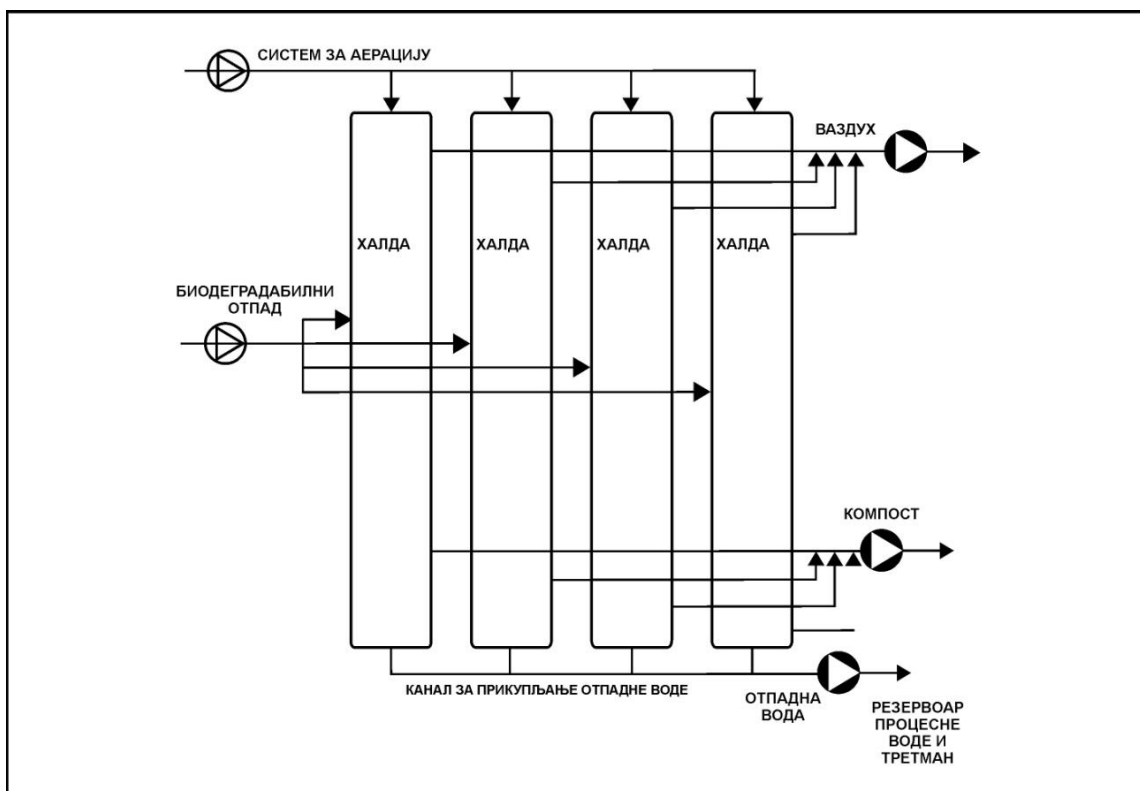 СИСТЕМ ЗА АЕРАЦИЈУ
ВАЗДУХ
ХАЛДА
ХАЛДА
ХАЛДА
ХАЛДА
БИОДЕГРАДАБИЛНИ
ОТПАД
КОМПОСТ
КАНАЛ ЗА ПРИКУПЉАЊЕ ОТПАДНЕ ВОДЕ
ОТПАДНА
ВОДА
РЕЗЕРВОАР
ПРОЦЕСНЕ
ВОДЕ И
ТРЕТМАН